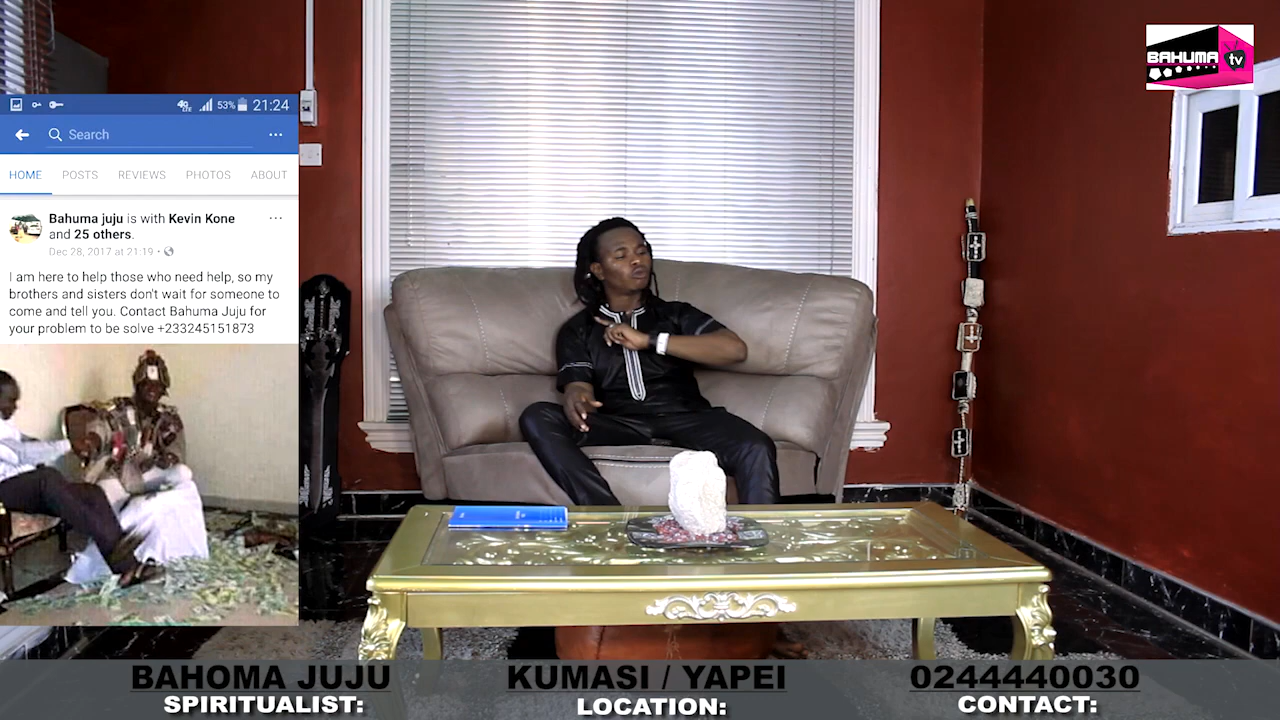 BAHUMA tv
53% 21:24
Search
HOME POSTS REVIEWS PHOTOS ABOUT
Bahuma juju is with Kevin Kone
and 25 others
Dec 28, 2017 at 21:19
I am here to help those who need help, so my
brothers and sisters don't wait for someone to
come and tell you. Contact Bahuma Juju for
your problem to be solve +233245151873
BAHOMA JUJU KUMASI / YAPEI 0244440030
SPIRITUALIST: LOCATION: CONTACT: